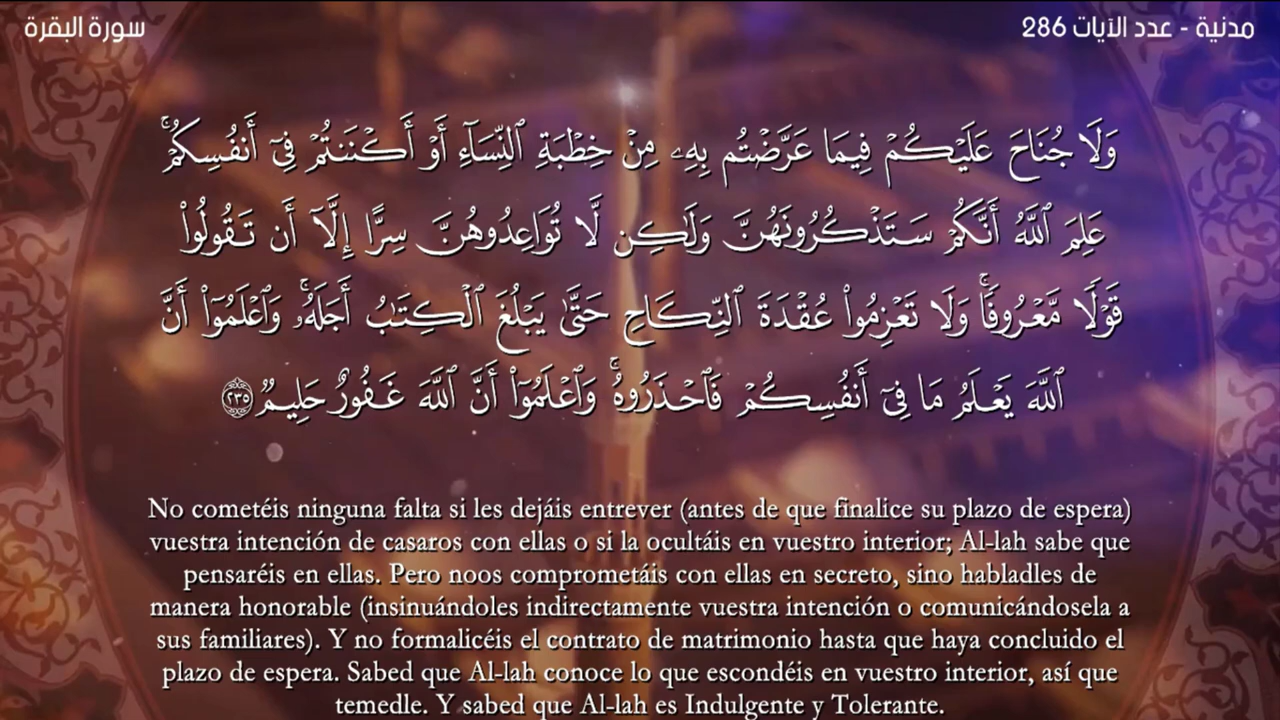 مدنية - عدد الآيات 286
سورة البقرة
وَلَا جُنَاحَ عَلَيْكُمْ فِيمَا عَرَّضْتُم بِهِۦ مِنْ خِطْبَةِ ٱلنِّسَآءِ أَوْ أَكْنَنتُمْ فِىٓ أَنفُسِكُمْ ۚ
عَلِمَ ٱللَّهُ أَنَّكُمْ سَتَذْكُرُونَهُنَّ وَلَٰكِن لَّا تُوَاعِدُوهُنَّ سِرًّا إِلَّآ أَن تَقُولُوا۟
قَوْلًا مَّعْرُوفًا ۚ وَلَا تَعْزِمُوا۟ عُقْدَةَ ٱلنِّكَاحِ حَتَّىٰ يَبْلُغَ ٱلْكِتَٰبُ أَجَلَهُۥ ۚ وَٱعْلَمُوٓا۟ أَنَّ
ٱللَّهَ يَعْلَمُ مَا فِىٓ أَنفُسِكُمْ فَٱحْذَرُوهُ ۚ وَٱعْلَمُوٓا۟ أَنَّ ٱللَّهَ غَفُورٌ حَلِيمٌ ٢٣٥
No cometéis ninguna falta si les dejáis entrever (antes de que finalice su plazo de espera)
vuestra intención de casaros con ellas o si la ocultáis en vuestro interior; Al-lah sabe que
pensaréis en ellas. Pero noos comprometáis con ellas en secreto, sino habladles de
manera honorable (insinuándoles indirectamente vuestra intención o comunicándosela a
sus familiares). Y no formalicéis el contrato de matrimonio hasta que haya concluido el
plazo de espera. Sabed que Al-lah conoce lo que escondéis en vuestro interior, así que
temedle. Y sabed que Al-lah es Indulgente y Tolerante.